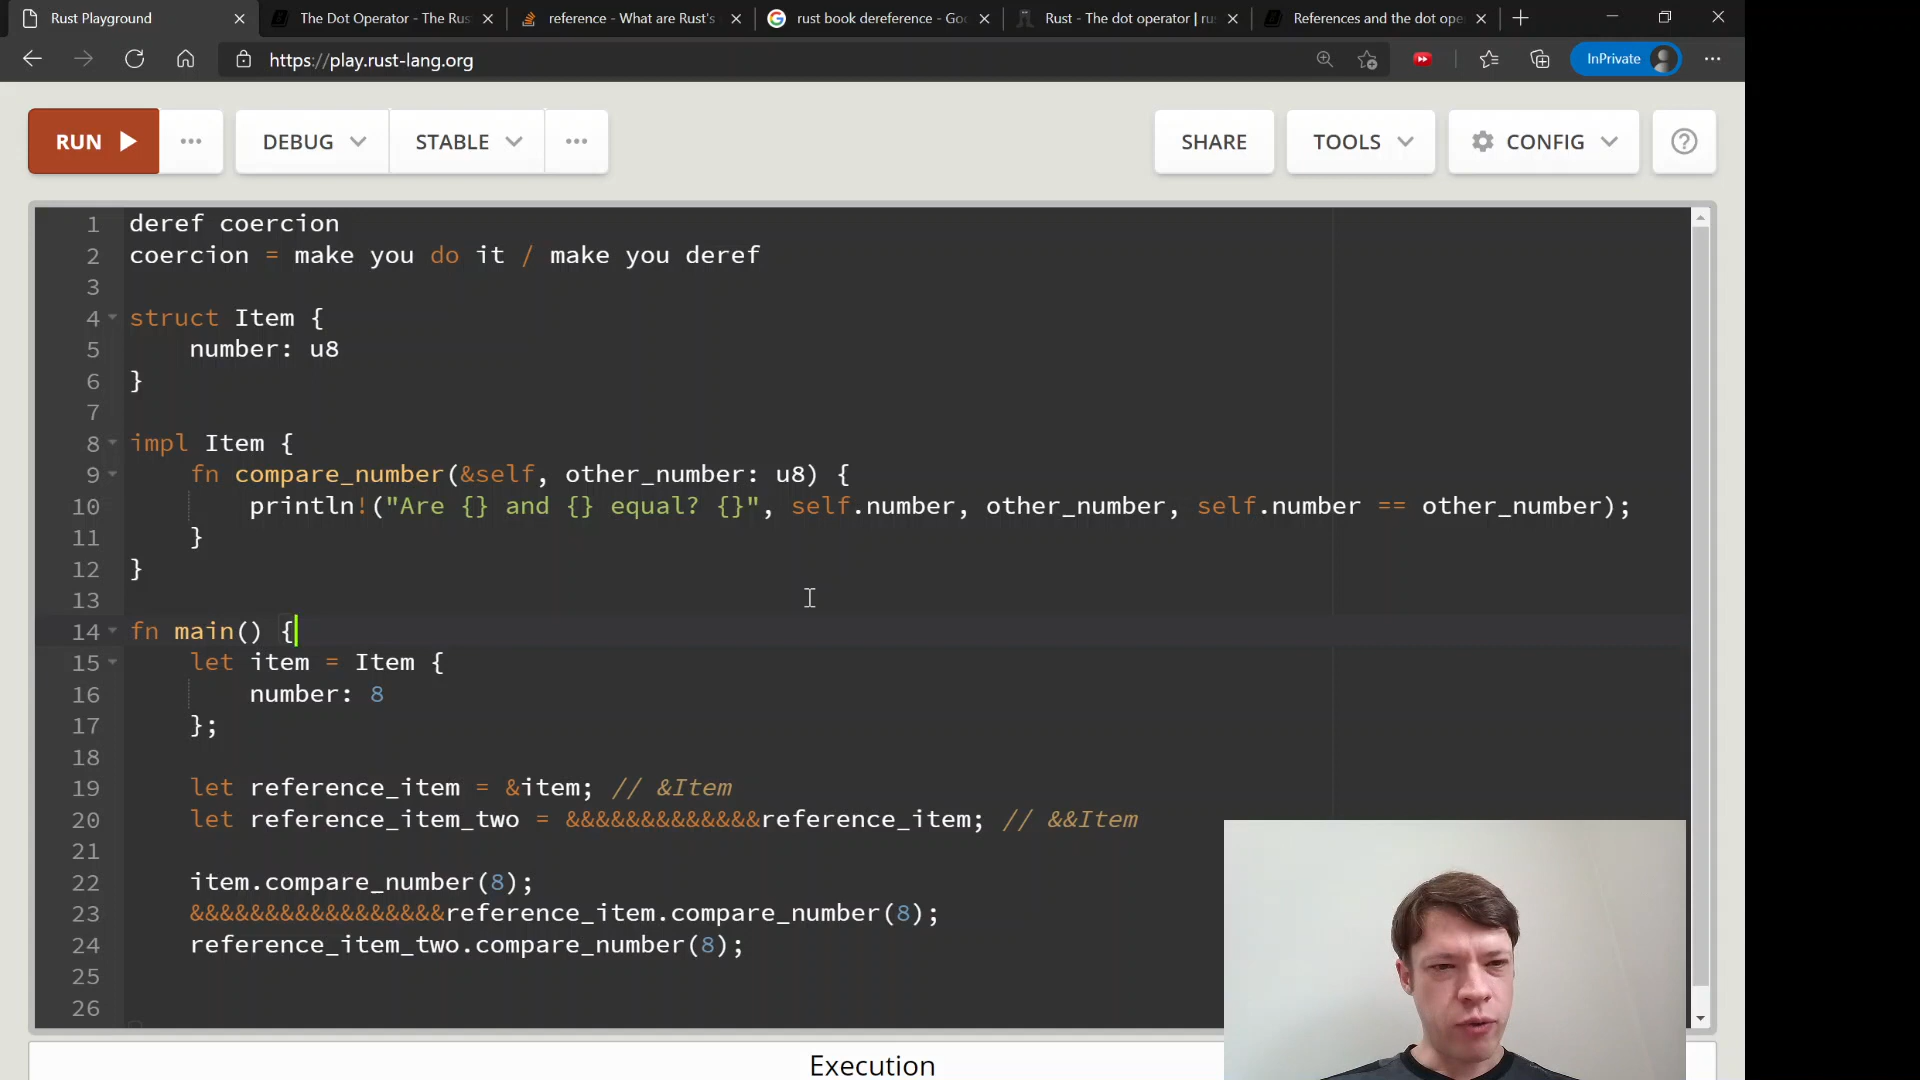 Rust Playground
The Dot Operator - The Rus
reference - What are Rust's
rust book dereference - Goo
Rust - The dot operator | rus
References and the dot ope
https://play.rust-lang.org
InPrivate
RUN
DEBUG
STABLE
SHARE
TOOLS
CONFIG
1 deref coercion
2 coercion = make you do it / make you deref
3
4 struct Item {
5 number: u8
6 }
7
8 impl Item {
9 fn compare_number(&self, other_number: u8) {
10 println!("Are {} and {} equal? {}", self.number, other_number, self.number == other_number);
11 }
12 }
13
14 fn main() {
15 let item = Item {
16 number: 8
17 };
18
19 let reference_item = &item; // &Item
20 let reference_item_two = &&&&&&&&&&&&&reference_item; // &&Item
21
22 item.compare_number(8);
23 &&&&&&&&&&&&&&&&&reference_item.compare_number(8);
24 reference_item_two.compare_number(8);
25
26
Execution